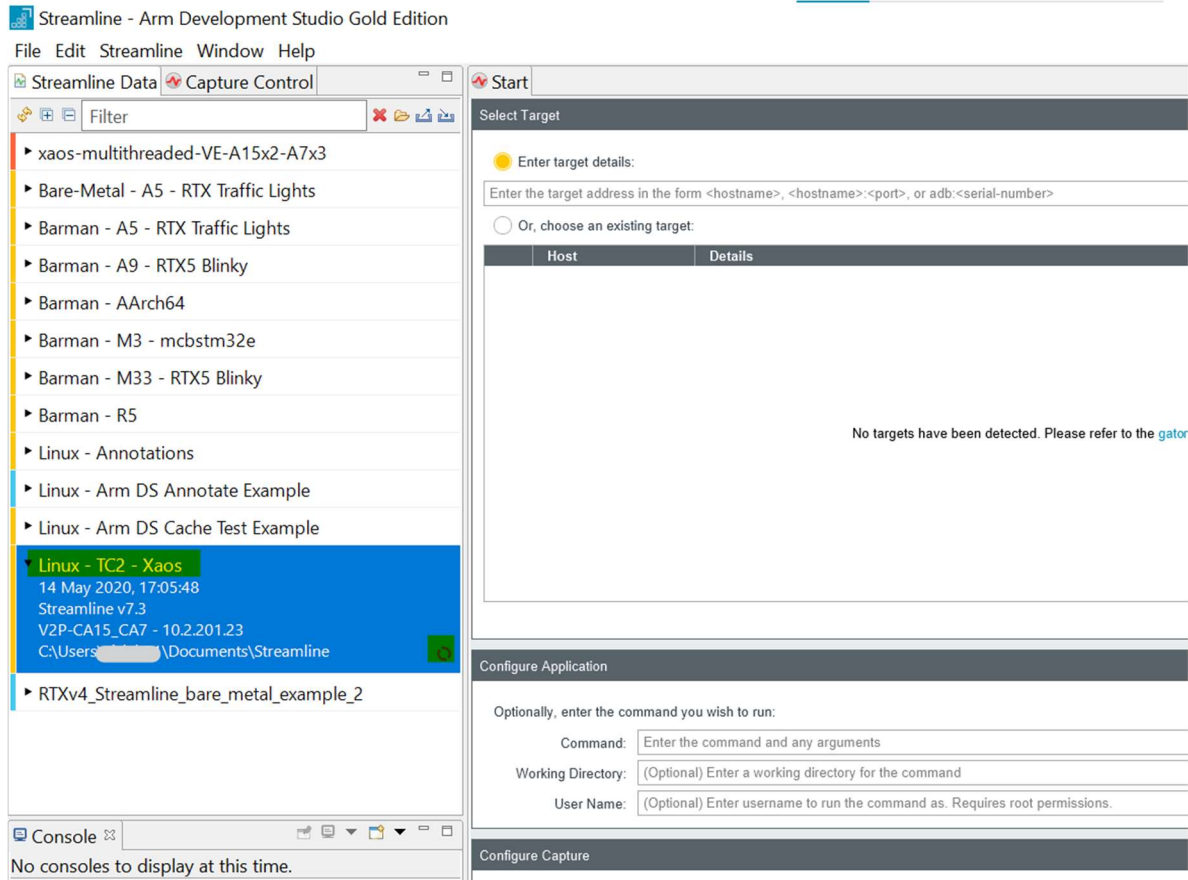 Streamline - Arm Development Studio Gold Edition
File Edit Streamline Window Help
Streamline Data Capture Control
Filter
xaos-multithreaded-VE-A15x2-A7x3
Bare-Metal - A5 - RTX Traffic Lights
Barman - A5 - RTX Traffic Lights
Barman - A9 - RTX5 Blinky
Barman - AArch64
Barman - M3 - mcbstm32e
Barman - M33 - RTX5 Blinky
Barman - R5
Linux - Annotations
Linux - Arm DS Annotate Example
Linux - Arm DS Cache Test Example
Linux - TC2 - Xaos
14 May 2020, 17:05:48
Streamline v7.3
V2P-CA15_CA7 - 10.2.201.23
C:\Users\ \Documents\Streamline
RTXv4_Streamline_bare_metal_example_2
Console
No consoles to display at this time.
Start
Select Target
Enter target details:
Enter the target address in the form <hostname>, <hostname>:<port>, or adb:<serial-number>
Or, choose an existing target:
Host Details
No targets have been detected. Please refer to the gator
Configure Application
Optionally, enter the command you wish to run:
Command: Enter the command and any arguments
Working Directory: (Optional) Enter a working directory for the command
User Name: (Optional) Enter username to run the command as. Requires root permissions.
Configure Capture